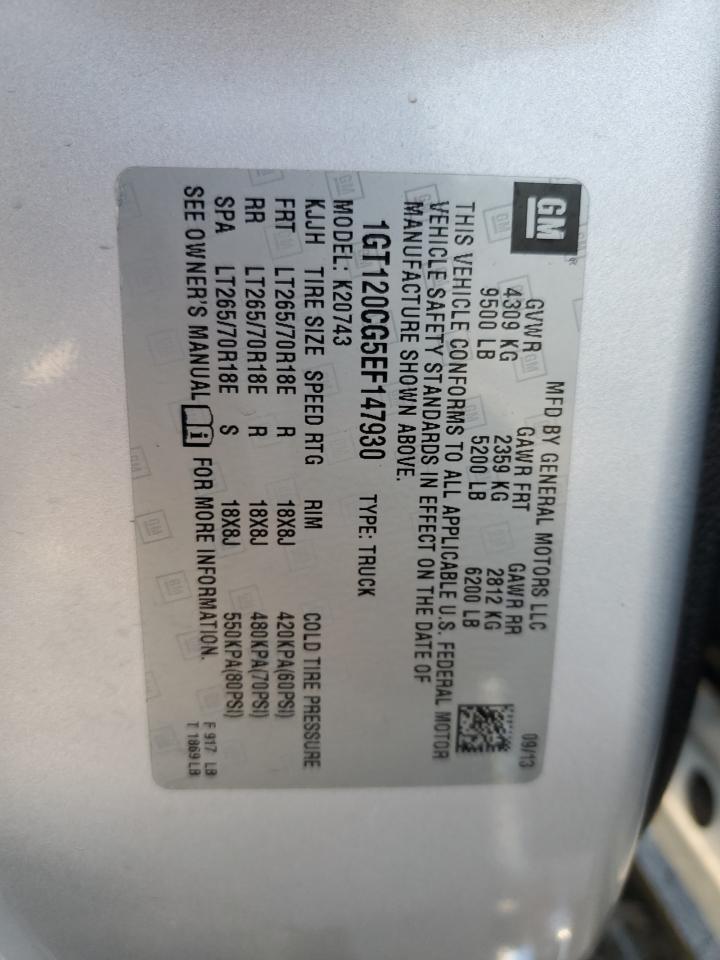 GM
MFD BY GENERAL MOTORS LLC 09/13
GVWR GAWR FRT GAWR RR
4309 KG 2359 KG 2812 KG
9500 LB 5200 LB 6200 LB
THIS VEHICLE CONFORMS TO ALL APPLICABLE U.S. FEDERAL MOTOR
VEHICLE SAFETY STANDARDS IN EFFECT ON THE DATE OF
MANUFACTURE SHOWN ABOVE.
1GT120CG5EF147930 TYPE: TRUCK
MODEL: K20743
KJJH TIRE SIZE SPEED RTG RIM COLD TIRE PRESSURE
FRT LT265/70R18E R 18X8J 420KPA(60PSI)
RR LT265/70R18E R 18X8J 480KPA(70PSI)
SPA LT265/70R18E S 18X8J 550KPA(80PSI)
SEE OWNER'S MANUAL i FOR MORE INFORMATION.
F 917 LB
T 1869 LB